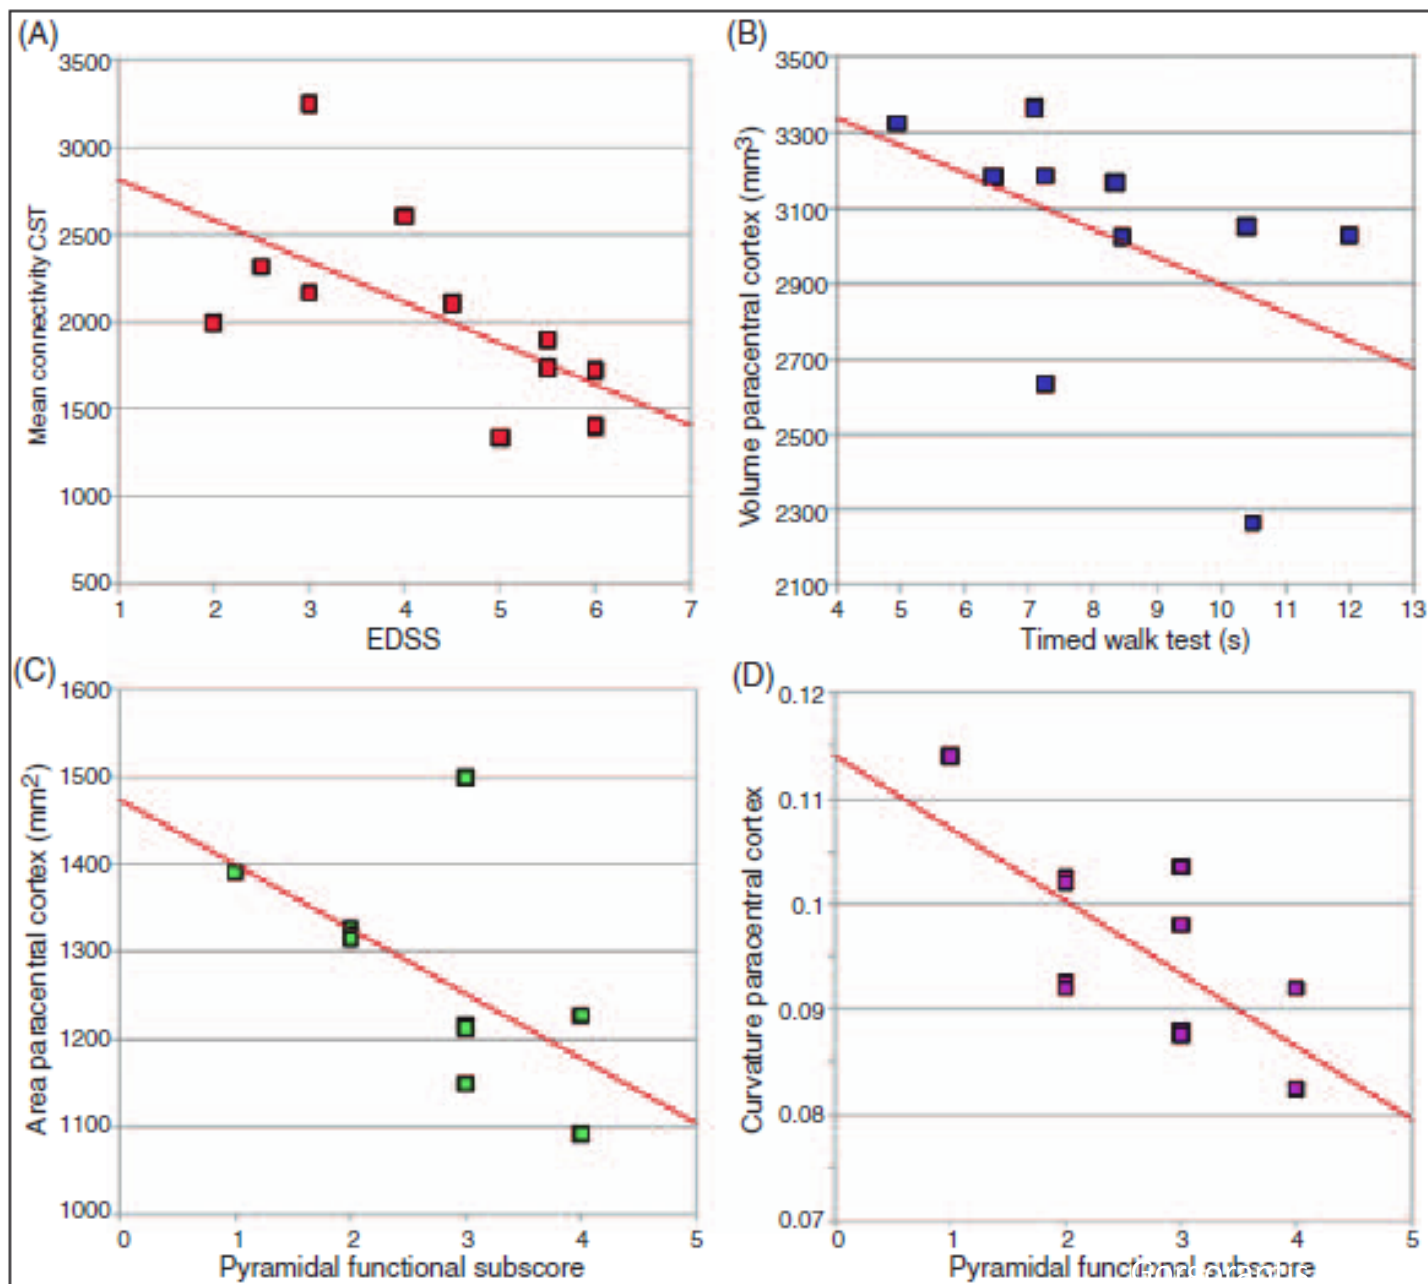 (A)
3500
3000
2500
2000
1500
1000
500
Mean connectivity CST
1 2 3 4 5 6 7
EDSS
(B)
3500
3300
3100
2900
2700
2500
2300
2100
Volume paracentral cortex (mm³)
4 5 6 7 8 9 10 11 12 13
Timed walk test (s)
(C)
1600
1500
1400
1300
1200
1100
1000
Area paracentral cortex (mm²)
0 1 2 3 4 5
Pyramidal functional subscore
(D)
0.12
0.11
0.1
0.09
0.08
0.07
Curvature paracentral cortex
0 1 2 3 4 5
Pyramidal functional subscore